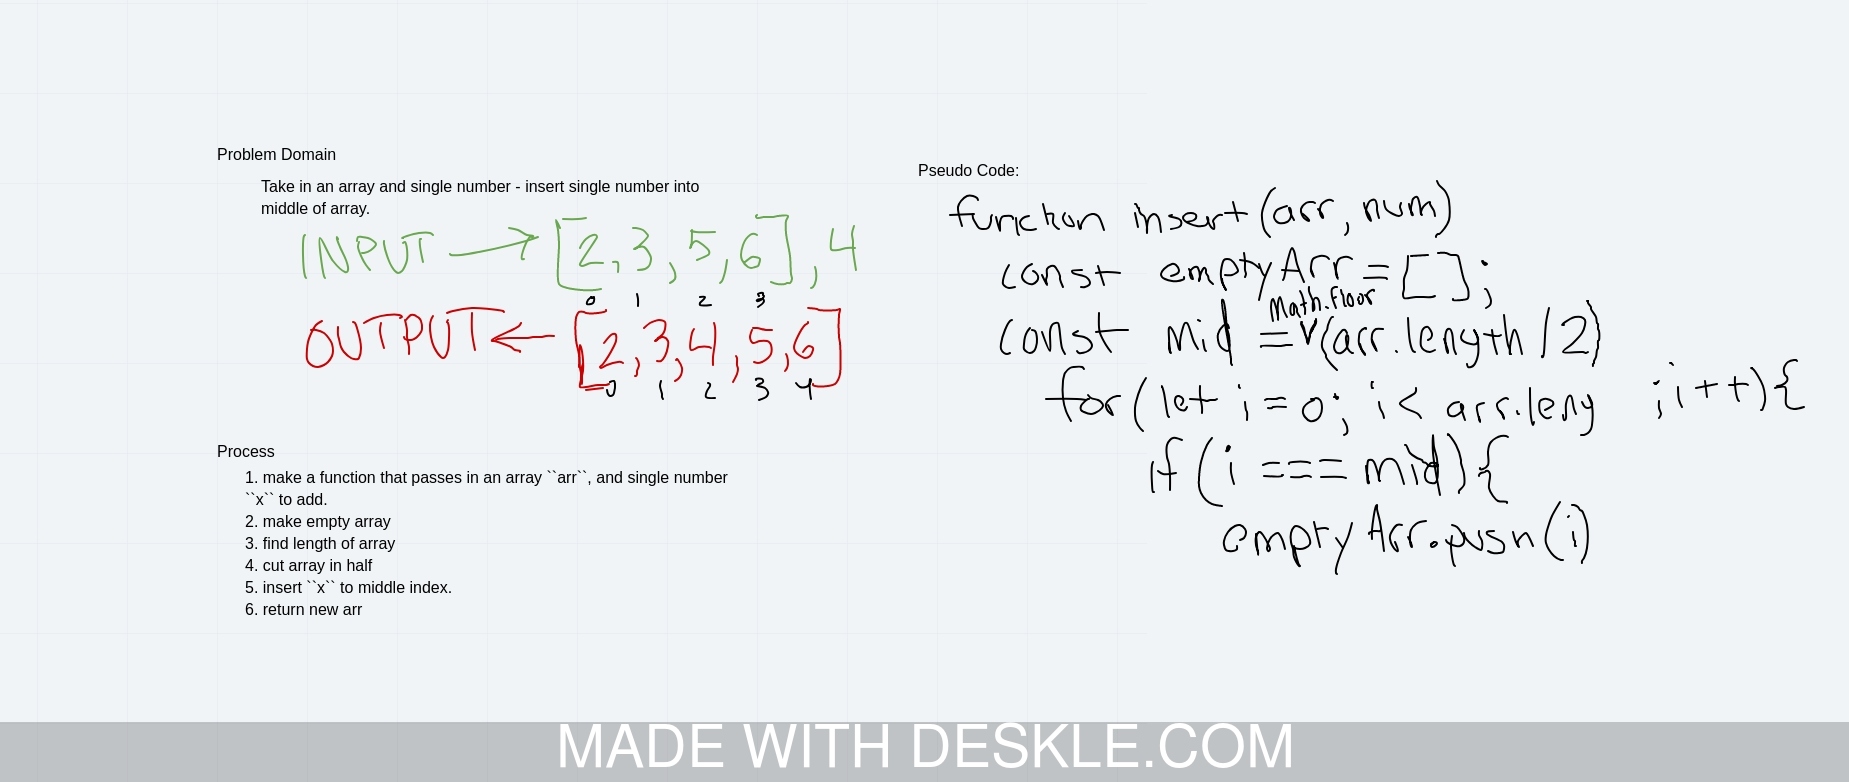 Problem Domain
Take in an array and single number - insert single number into
middle of array.
INPUT → [2,3,5,6],4
0 1 2 3
OUTPUT ← [2,3,4,5,6]
0 1 2 3 4
Process
1. make a function that passes in an array ``arr``, and single number
``x`` to add.
2. make empty array
3. find length of array
4. cut array in half
5. insert ``x`` to middle index.
6. return new arr
Pseudo Code:
function insert(arr, num)
const emptyArr = [];
Math.floor
const mid = (arr.length/2)
for(let i=0; i< arr.leng ;i++){
if(i===mid){
emptyArr.push(i)
MADE WITH DESKLE.COM